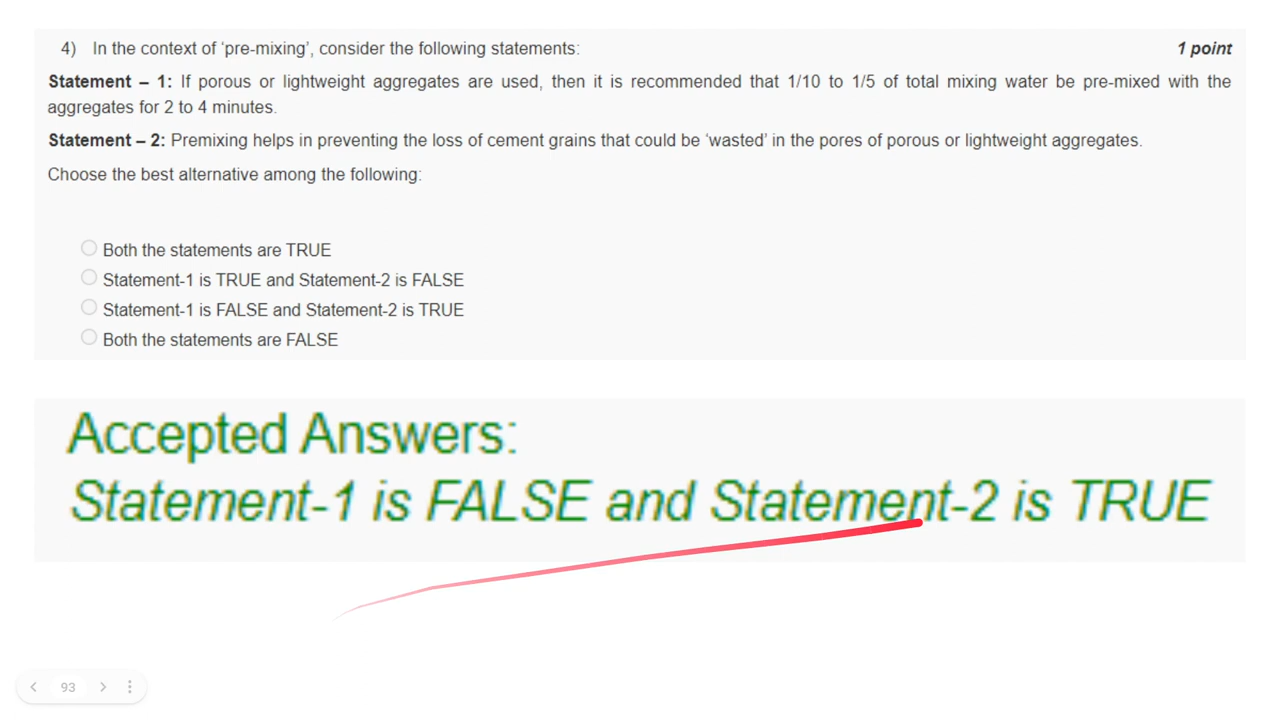 4) In the context of ‘pre-mixing’, consider the following statements: 1 point
Statement – 1: If porous or lightweight aggregates are used, then it is recommended that 1/10 to 1/5 of total mixing water be pre-mixed with the
aggregates for 2 to 4 minutes.
Statement – 2: Premixing helps in preventing the loss of cement grains that could be ‘wasted’ in the pores of porous or lightweight aggregates.
Choose the best alternative among the following:
Both the statements are TRUE
Statement-1 is TRUE and Statement-2 is FALSE
Statement-1 is FALSE and Statement-2 is TRUE
Both the statements are FALSE
Accepted Answers:
Statement-1 is FALSE and Statement-2 is TRUE
93